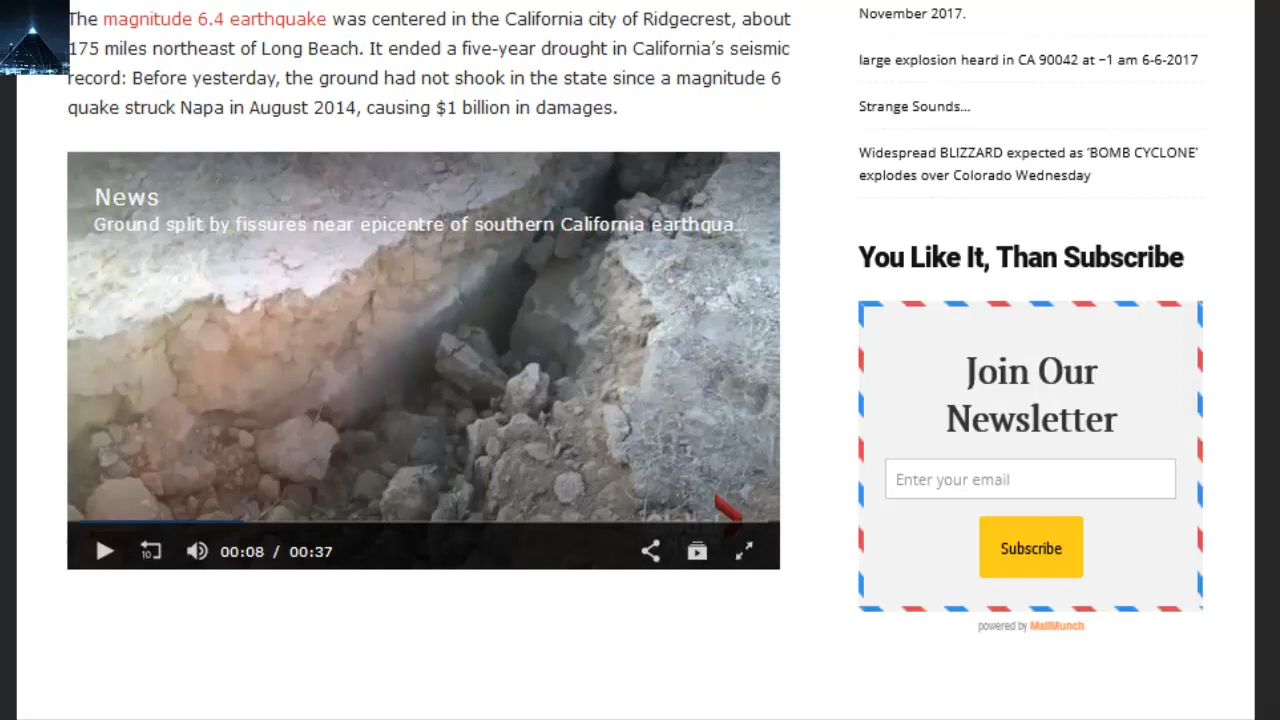 The magnitude 6.4 earthquake was centered in the California city of Ridgecrest, about
175 miles northeast of Long Beach. It ended a five-year drought in California’s seismic
record: Before yesterday, the ground had not shook in the state since a magnitude 6
quake struck Napa in August 2014, causing $1 billion in damages.
News
Ground split by fissures near epicentre of southern California earthqua...
10
00:08 / 00:37
November 2017.
large explosion heard in CA 90042 at ~1 am 6-6-2017
Strange Sounds…
Widespread BLIZZARD expected as ‘BOMB CYCLONE’
explodes over Colorado Wednesday
You Like It, Than Subscribe
Join Our
Newsletter
Enter your email
Subscribe
powered by MailMunch